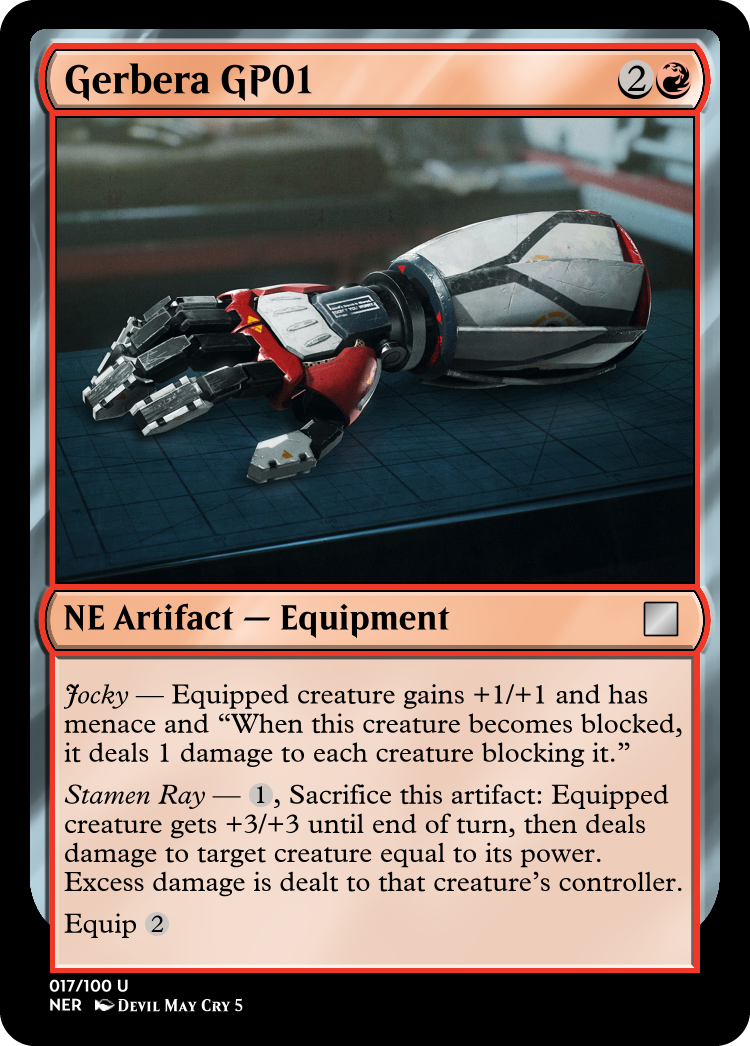 Gerbera GP01 2
NE Artifact — Equipment
Jocky — Equipped creature gains +1/+1 and has
menace and “When this creature becomes blocked,
it deals 1 damage to each creature blocking it.”
Stamen Ray — 1, Sacrifice this artifact: Equipped
creature gets +3/+3 until end of turn, then deals
damage to target creature equal to its power.
Excess damage is dealt to that creature’s controller.
Equip 2
017/100 U
NER Devil May Cry 5